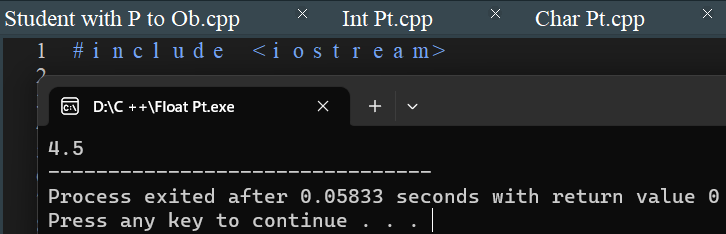 Student with P to Ob.cpp × Int Pt.cpp × Char Pt.cpp ×
1 #include <iostream>
2
D:\C ++\Float Pt.exe × +
4.5
--------------------------------
Process exited after 0.05833 seconds with return value 0
Press any key to continue . . .